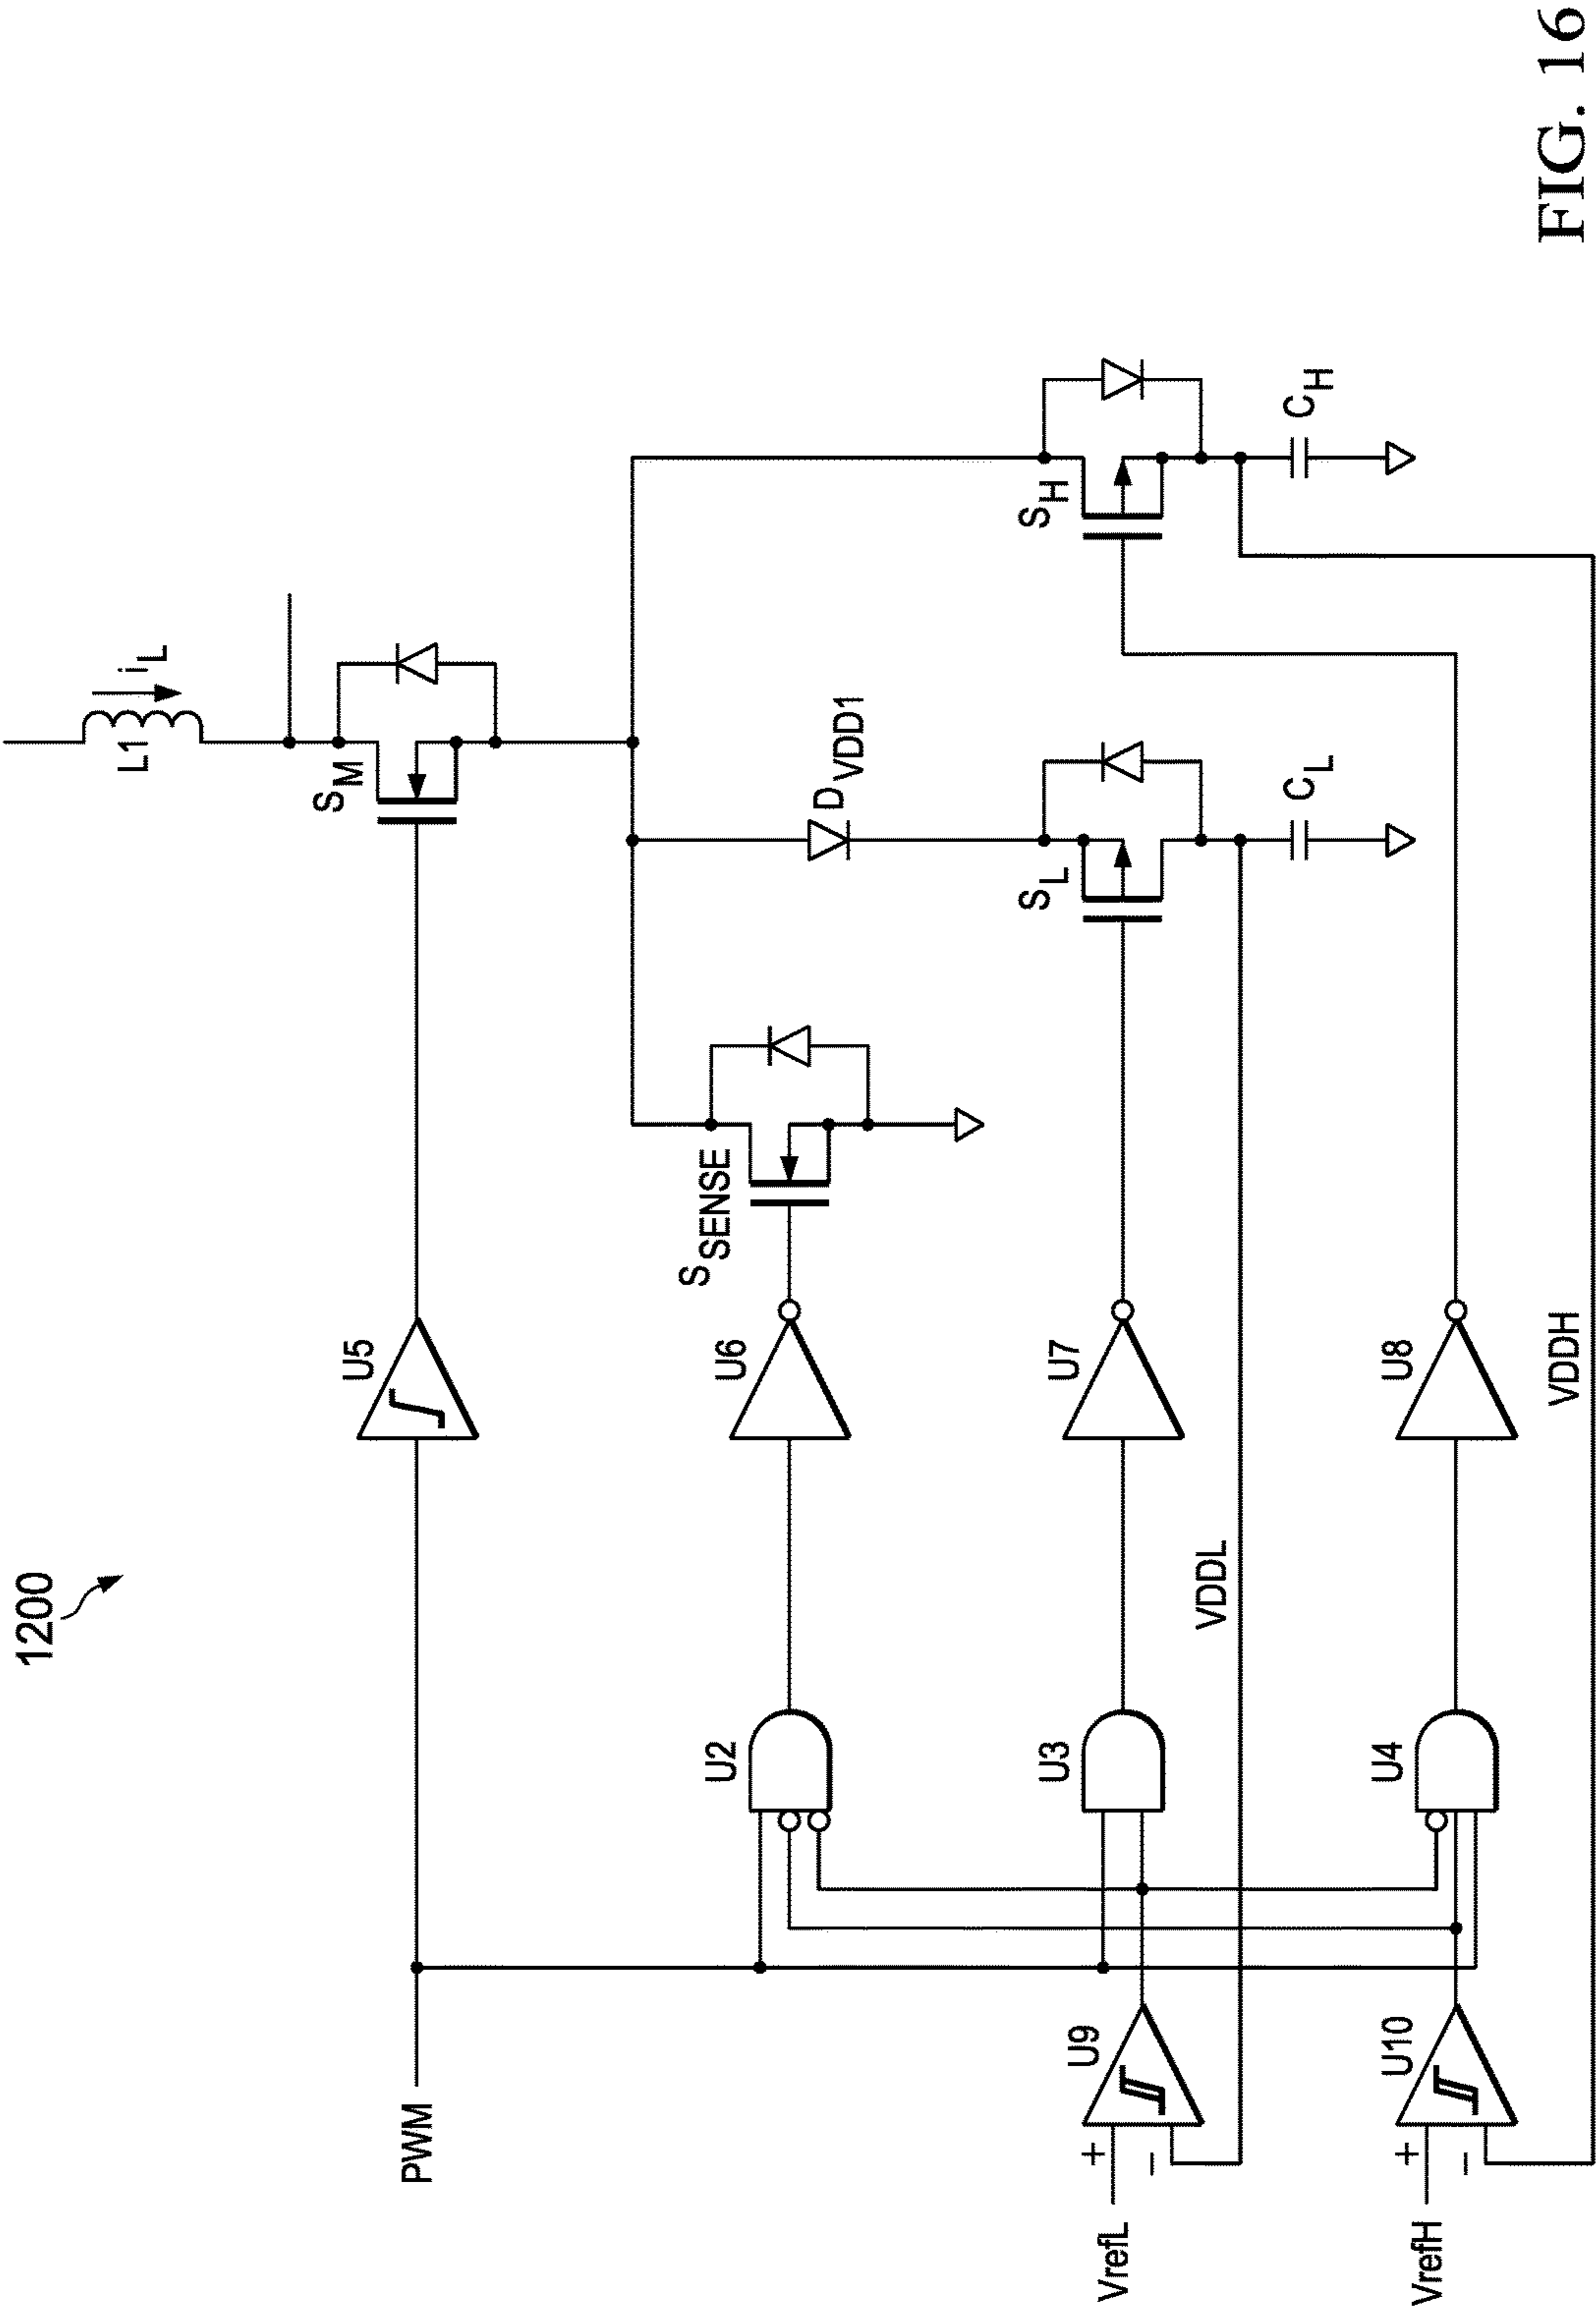 1200
L1
iL
SM
PWM
U5
U2
U6
SSENSE
DVDD1
U3
U7
SL
SH
VrefL
+
−
U9
VDDL
CL
CH
U4
U8
VrefH
+
−
U10
VDDH
FIG. 16